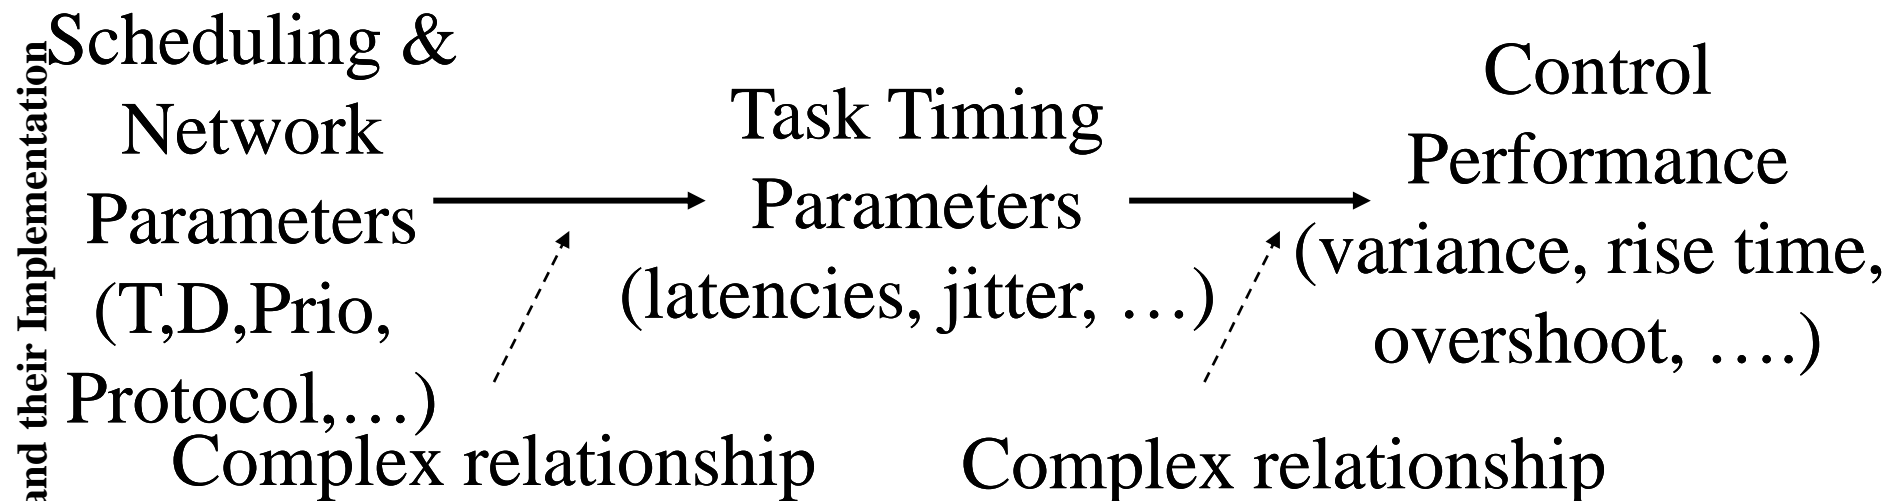 and their Implementation
Scheduling &
Network
Parameters
(T,D,Prio,
Protocol,…)
Task Timing
Parameters
(latencies, jitter, …)
Control
Performance
(variance, rise time,
overshoot, ….)
Complex relationship
Complex relationship